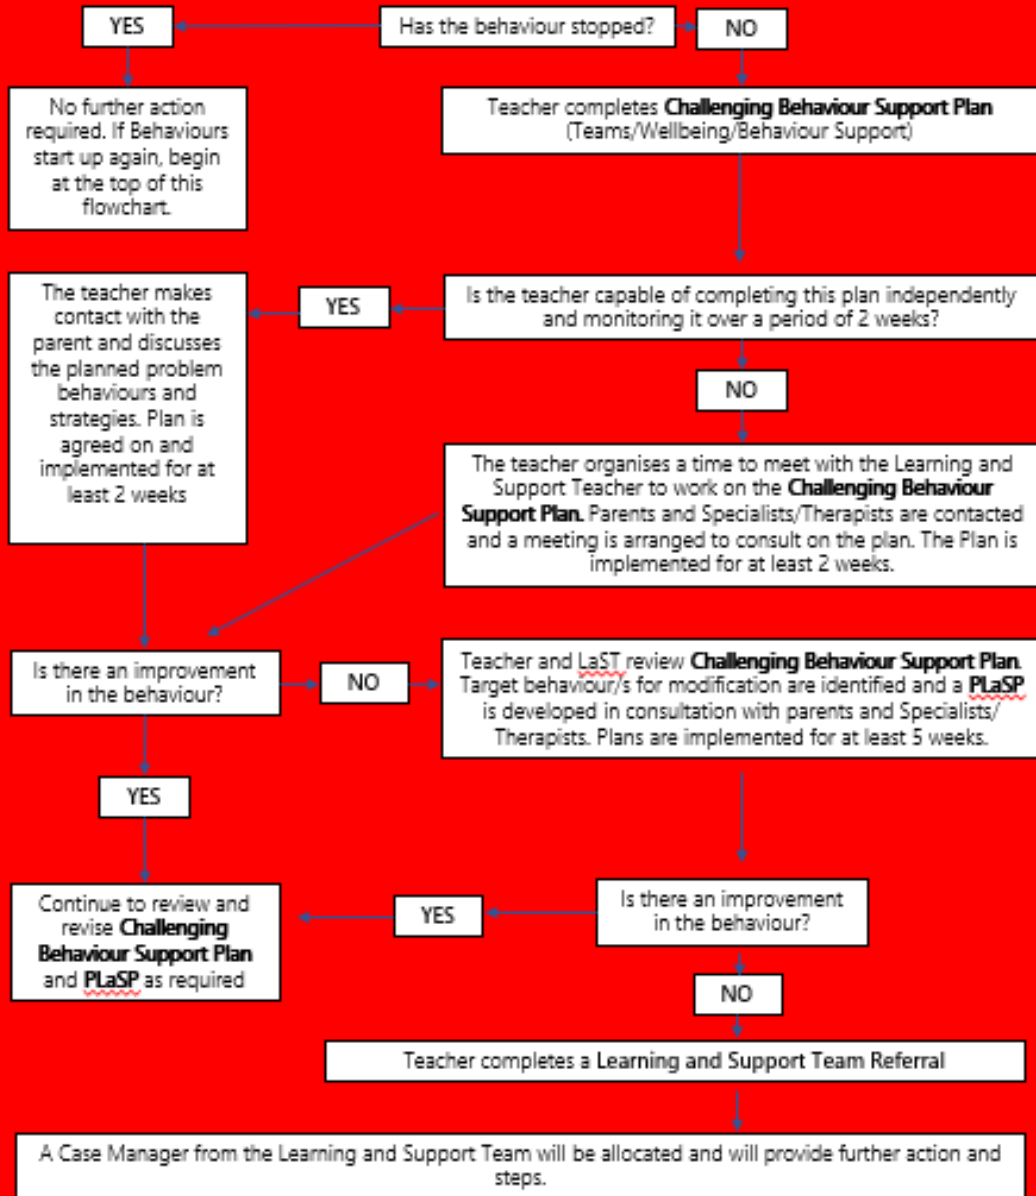 YES
Has the behaviour stopped?
NO
No further action
required. If Behaviours
start up again, begin
at the top of this
flowchart.
Teacher completes Challenging Behaviour Support Plan
(Teams/Wellbeing/Behaviour Support)
The teacher makes
contact with the
parent and discusses
the planned problem
behaviours and
strategies. Plan is
agreed on and
implemented for at
least 2 weeks
YES
Is the teacher capable of completing this plan independently
and monitoring it over a period of 2 weeks?
NO
The teacher organises a time to meet with the Learning and
Support Teacher to work on the Challenging Behaviour
Support Plan. Parents and Specialists/Therapists are contacted
and a meeting is arranged to consult on the plan. The Plan is
implemented for at least 2 weeks.
Is there an improvement
in the behaviour?
NO
Teacher and LaST review Challenging Behaviour Support Plan.
Target behaviour/s for modification are identified and a PLaSP
is developed in consultation with parents and Specialists/
Therapists. Plans are implemented for at least 5 weeks.
YES
Continue to review and
revise Challenging
Behaviour Support Plan
and PLaSP as required
YES
Is there an improvement
in the behaviour?
NO
Teacher completes a Learning and Support Team Referral
A Case Manager from the Learning and Support Team will be allocated and will provide further action and
steps.